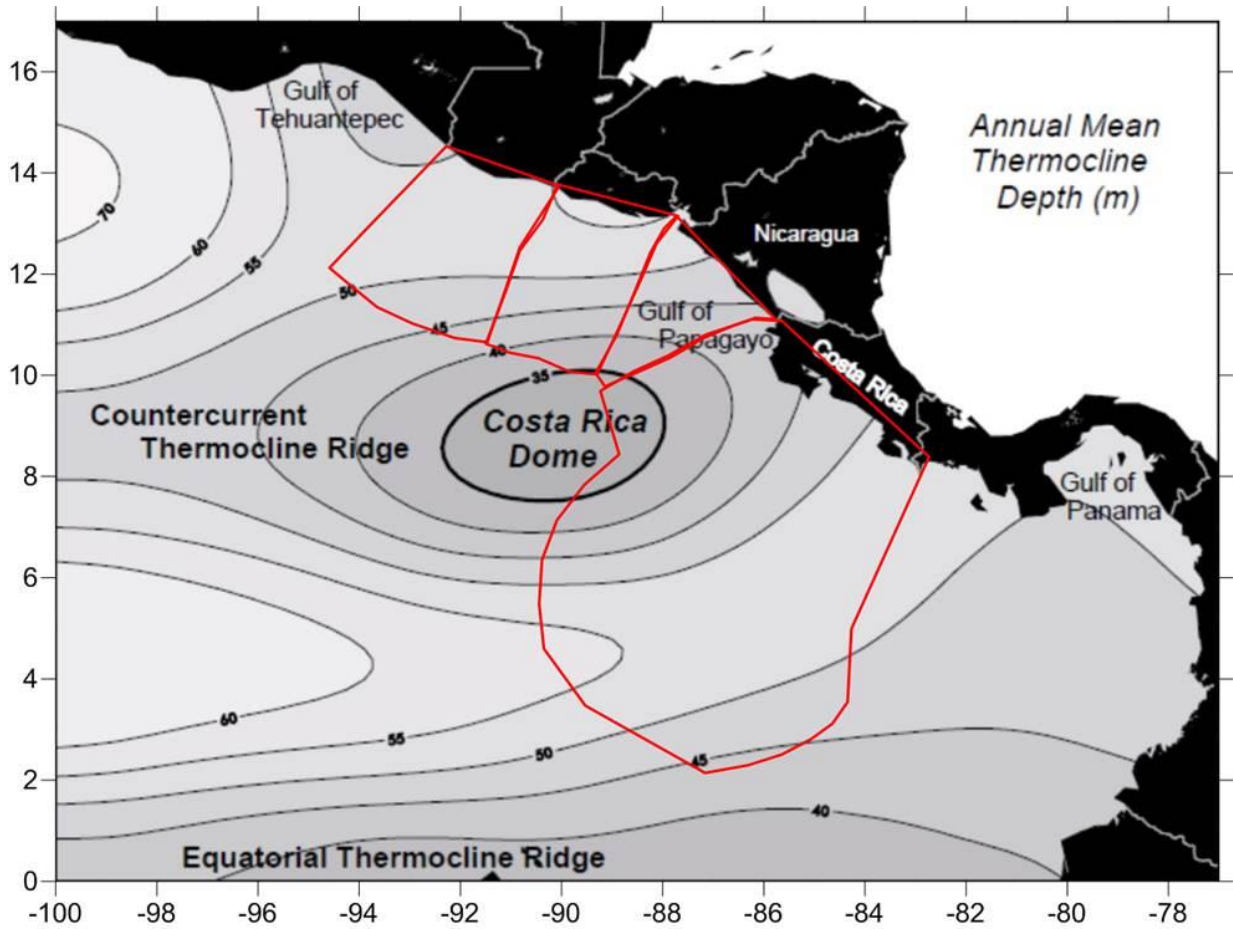 16
14
12
10
8
6
4
2
0
-100
-98
-96
-94
-92
-90
-88
-86
-84
-82
-80
-78
Gulf of
Tehuantepec
Annual Mean
Thermocline
Depth (m)
Nicaragua
Gulf of
Papagayo
Costa Rica
Countercurrent
Thermocline Ridge
Costa Rica
Dome
Gulf of
Panama
Equatorial Thermocline Ridge
70
60
55
50
45
40
35
60
55
50
45
40